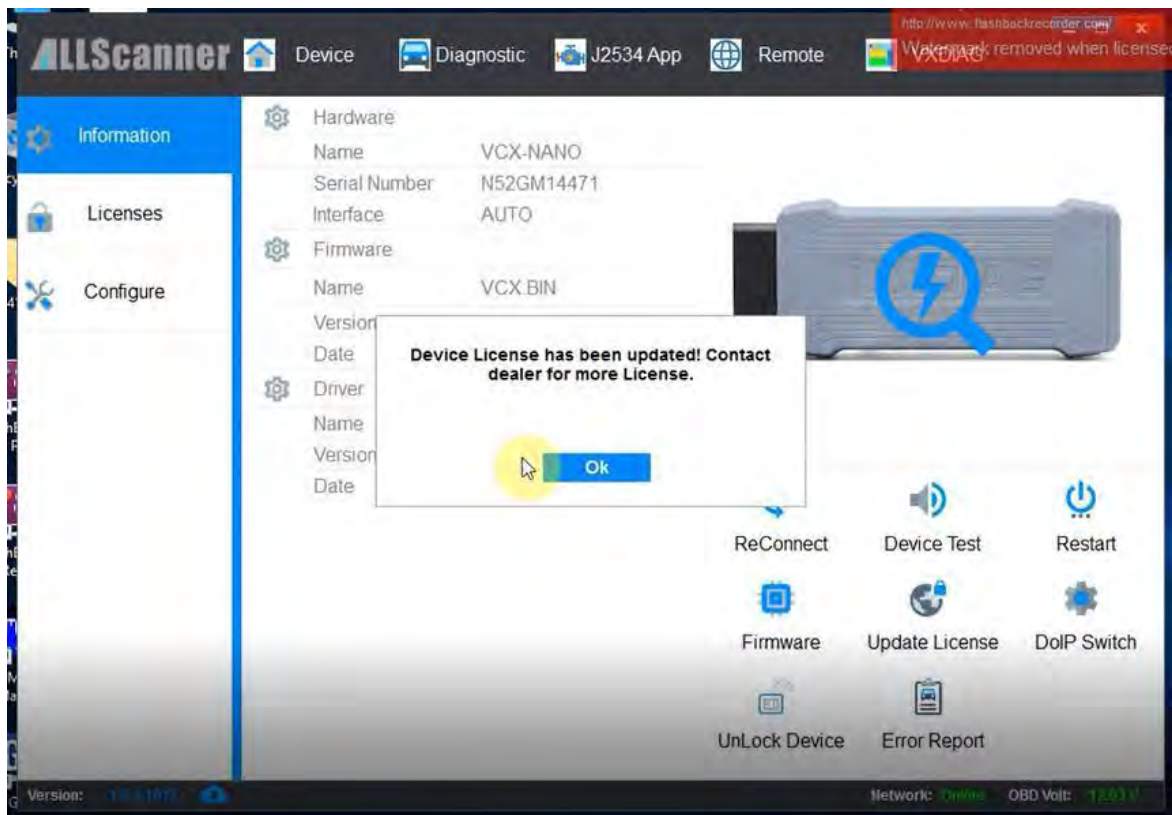 http://www.flashbackrecorder.com/
Watermark removed when license
ALLScanner Device Diagnostic J2534 App Remote VXDIAG
Information
Licenses
Configure
Hardware
Name VCX-NANO
Serial Number N52GM14471
Interface AUTO
Firmware
Name VCX.BIN
Version
Date
Driver
Name
Version
Date
Device License has been updated! Contact
dealer for more License.
Ok
ReConnect Device Test Restart
Firmware Update License DoIP Switch
UnLock Device Error Report
Version: Network: Online OBD Volt: